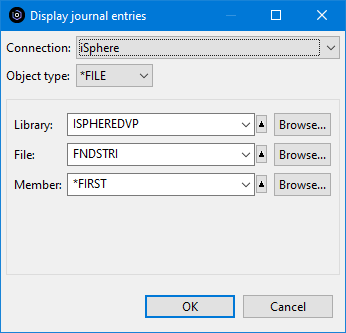 Display journal entries
Connection: iSphere
Object type: *FILE
Library: ISPHEREDVP Browse...
File: FNDSTRI Browse...
Member: *FIRST Browse...
OK Cancel